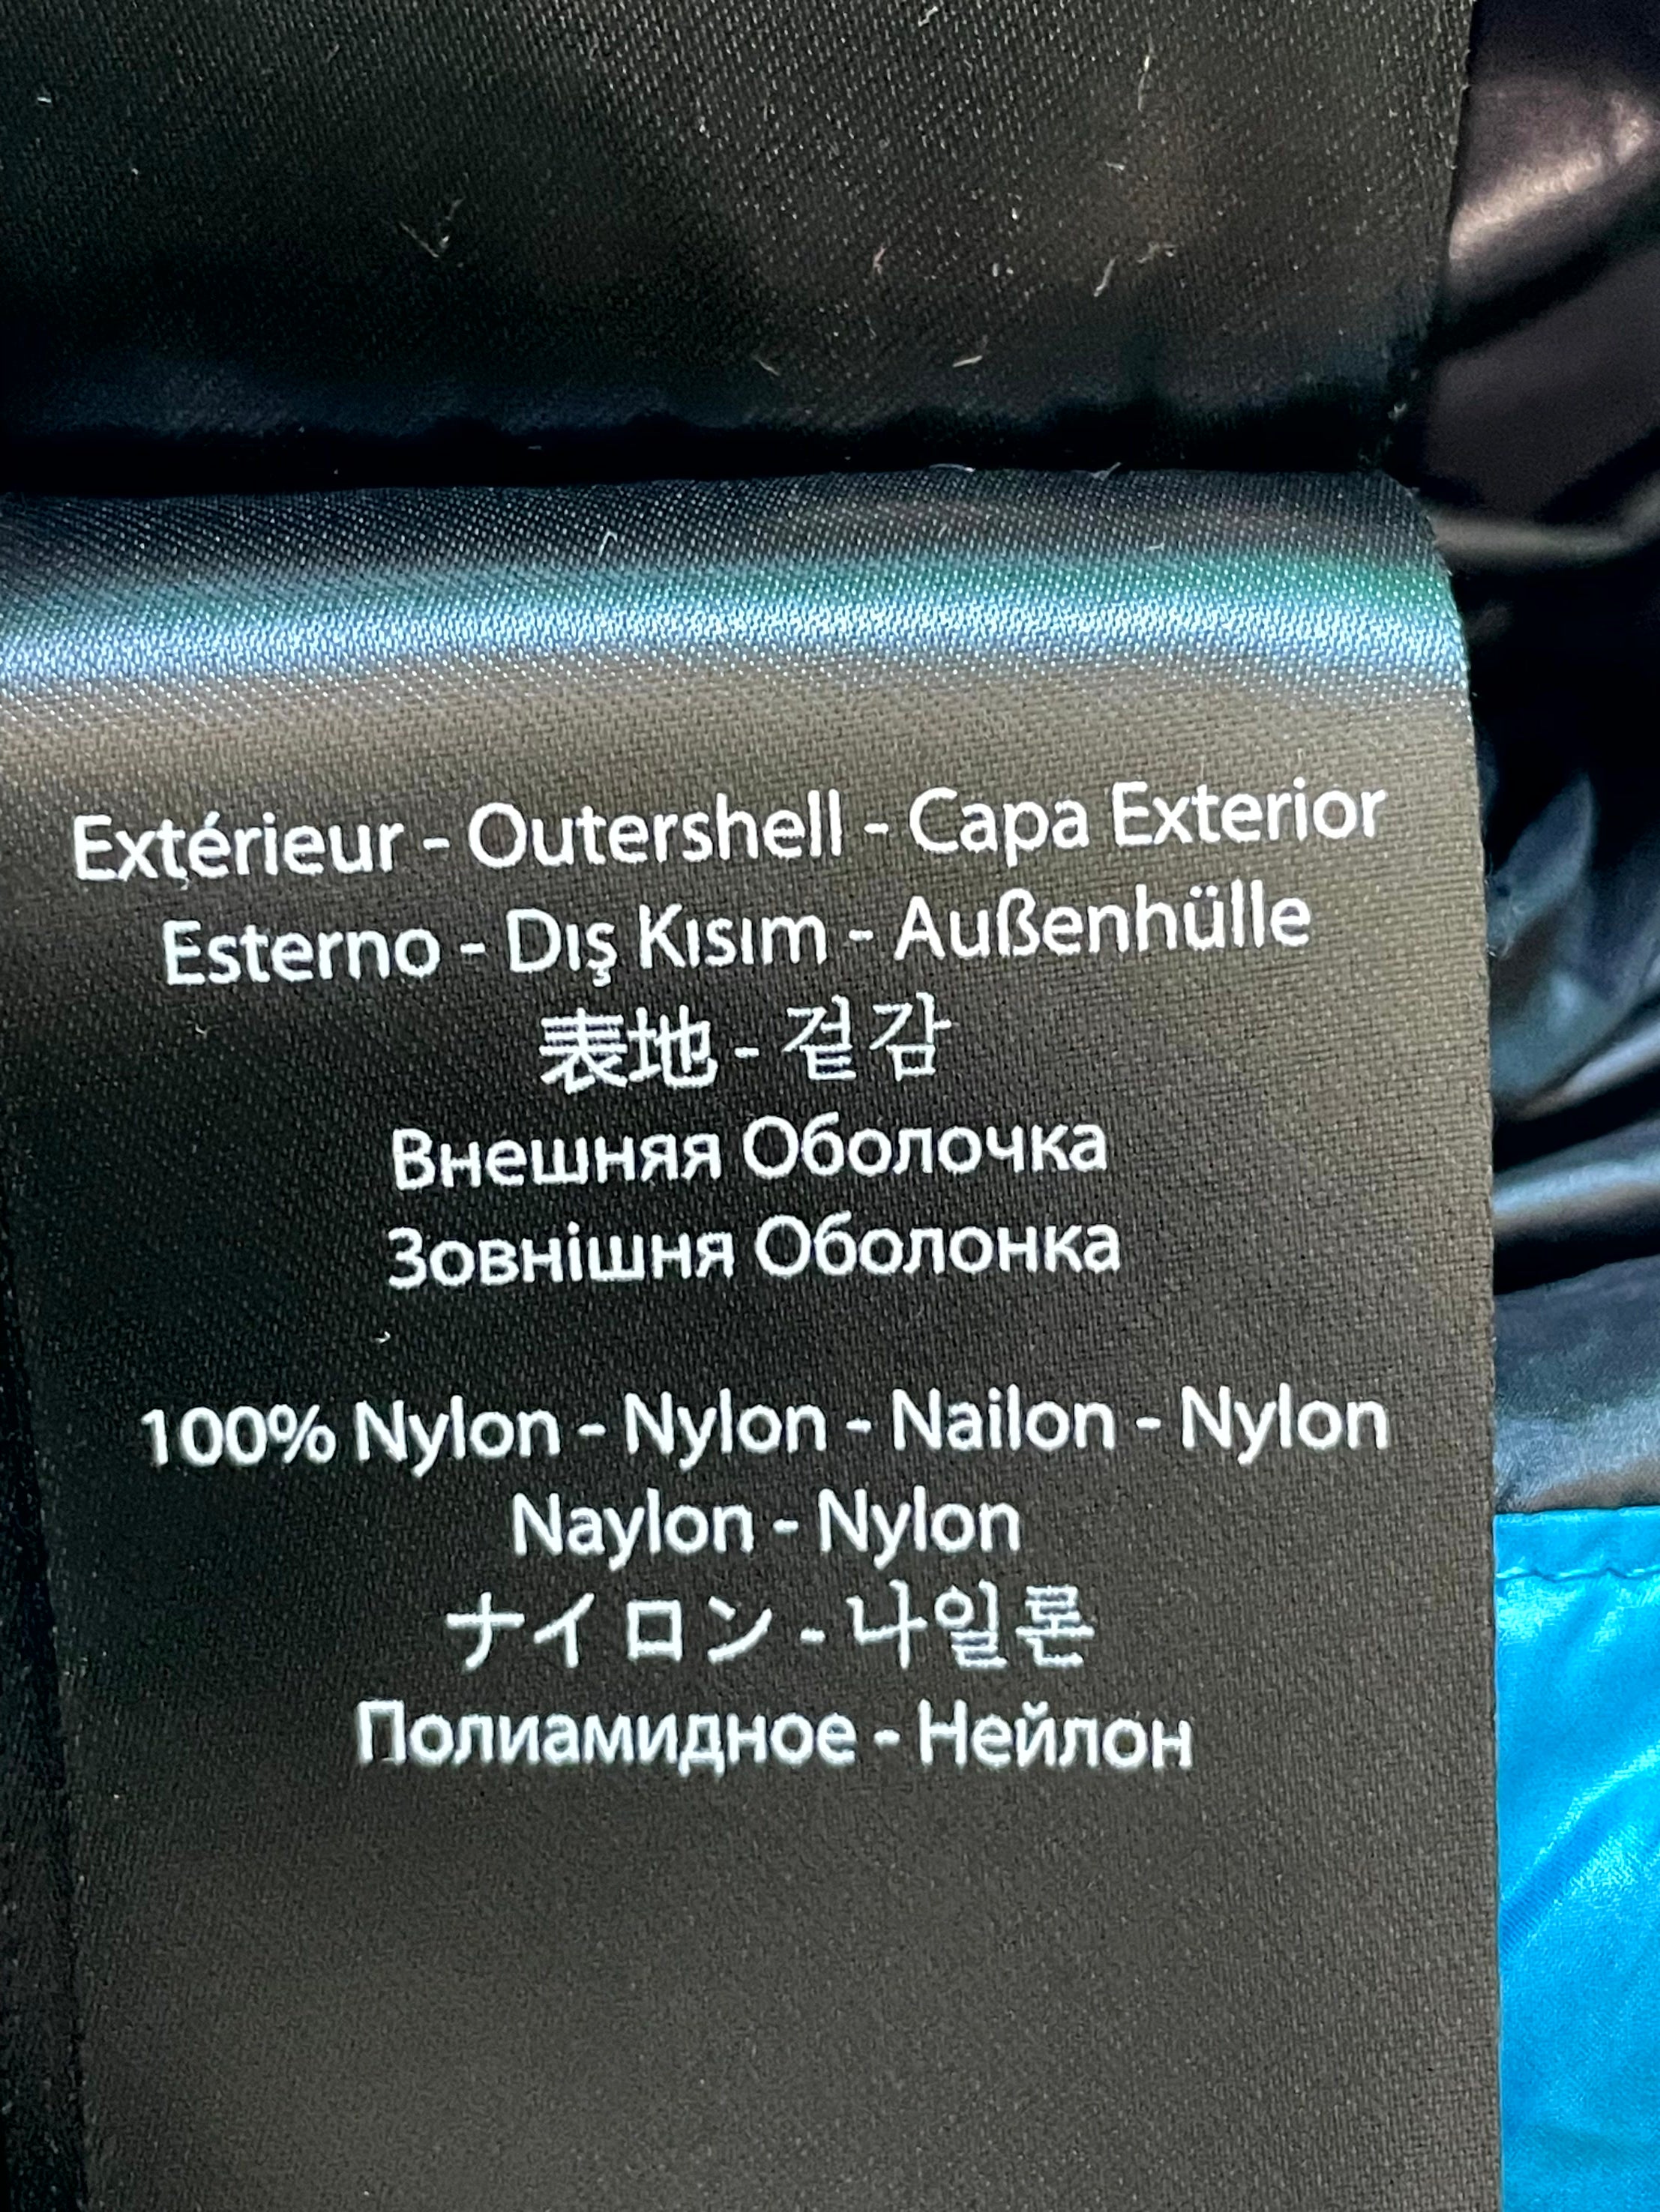 Extérieur - Outershell - Capa Exterior
Esterno - Dış Kısım - Außenhülle
表地 - 겉감
Внешняя Оболочка
Зовнішня Оболонка
100% Nylon - Nylon - Nailon - Nylon
Naylon - Nylon
ナイロン - 나일론
Полиамидное - Нейлон